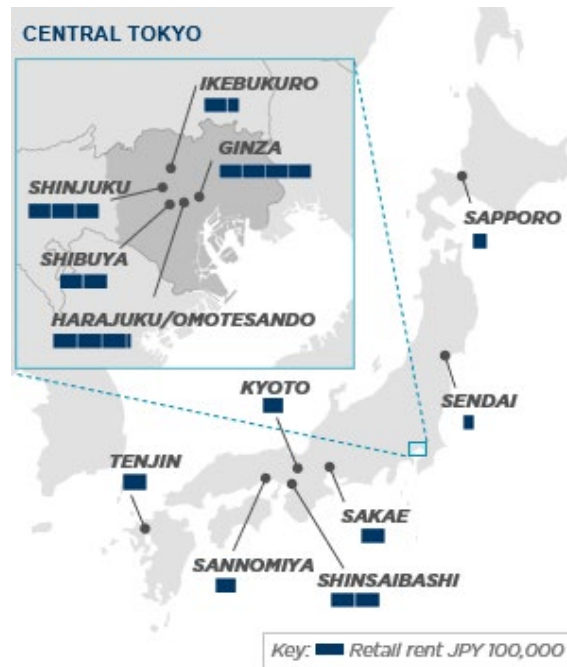 CENTRAL TOKYO
IKEBUKURO
GINZA
SHINJUKU
SHIBUYA
HARAJUKU/OMOTESANDO
SAPPORO
KYOTO
SENDAI
TENJIN
SAKAE
SANNOMIYA
SHINSAIBASHI
Key: Retail rent JPY 100,000